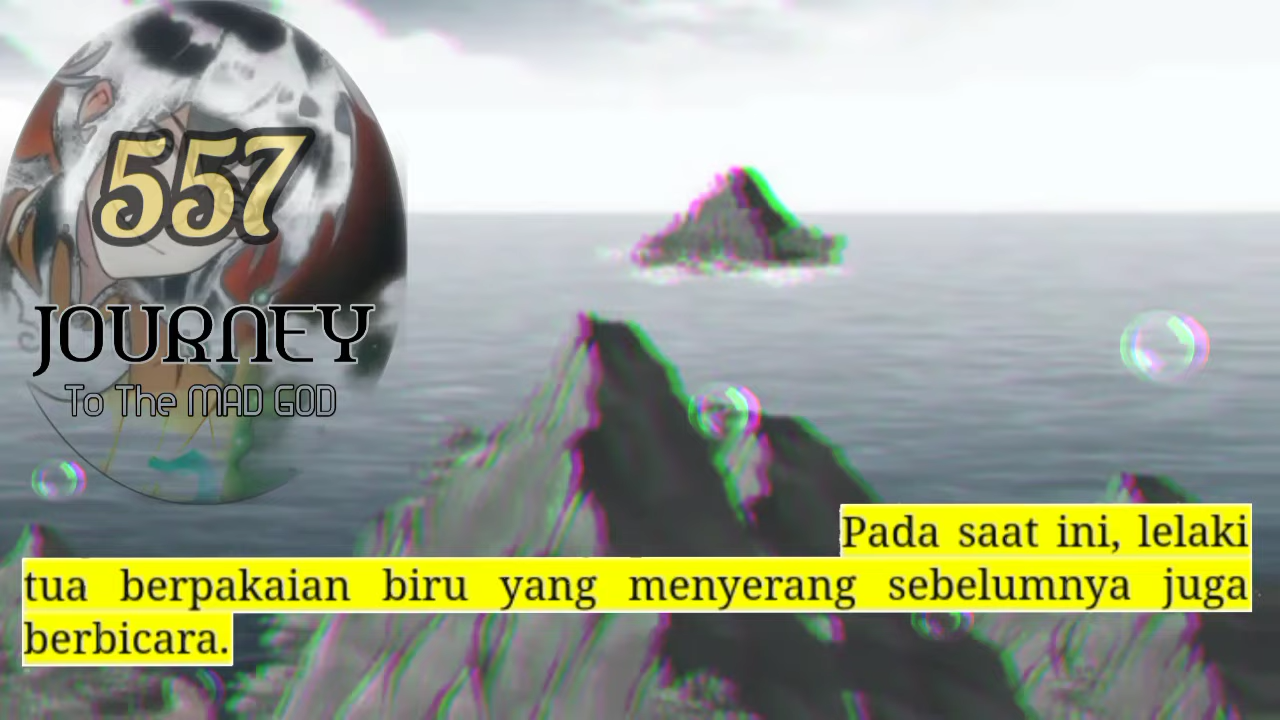 557
JOURNEY
To The MAD GOD
Pada saat ini, lelaki
tua berpakaian biru yang menyerang sebelumnya juga
berbicara.